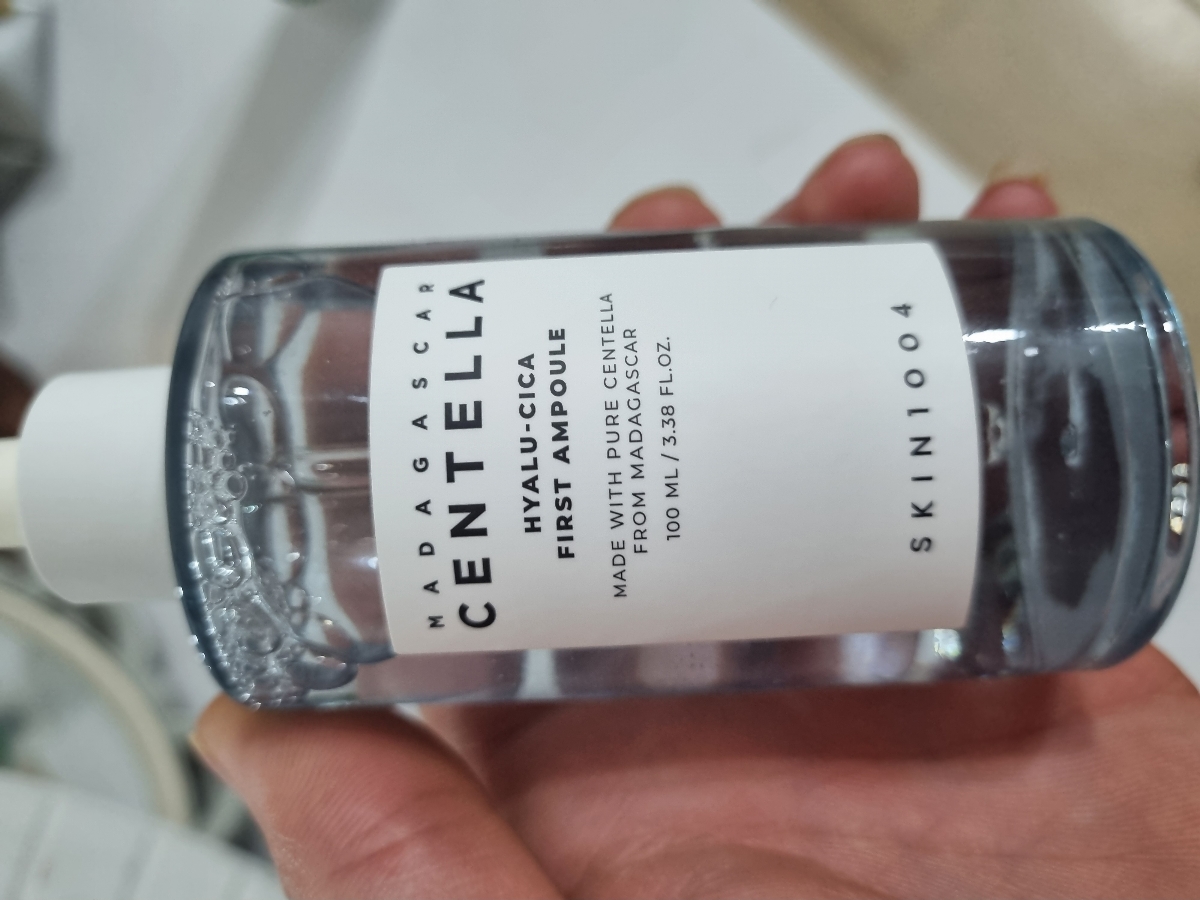 MADAGASCAR
CENTELLA
HYALU-CICA
FIRST AMPOULE
MADE WITH PURE CENTELLA
FROM MADAGASCAR
100 ML / 3.38 FL.OZ.
SKIN1004